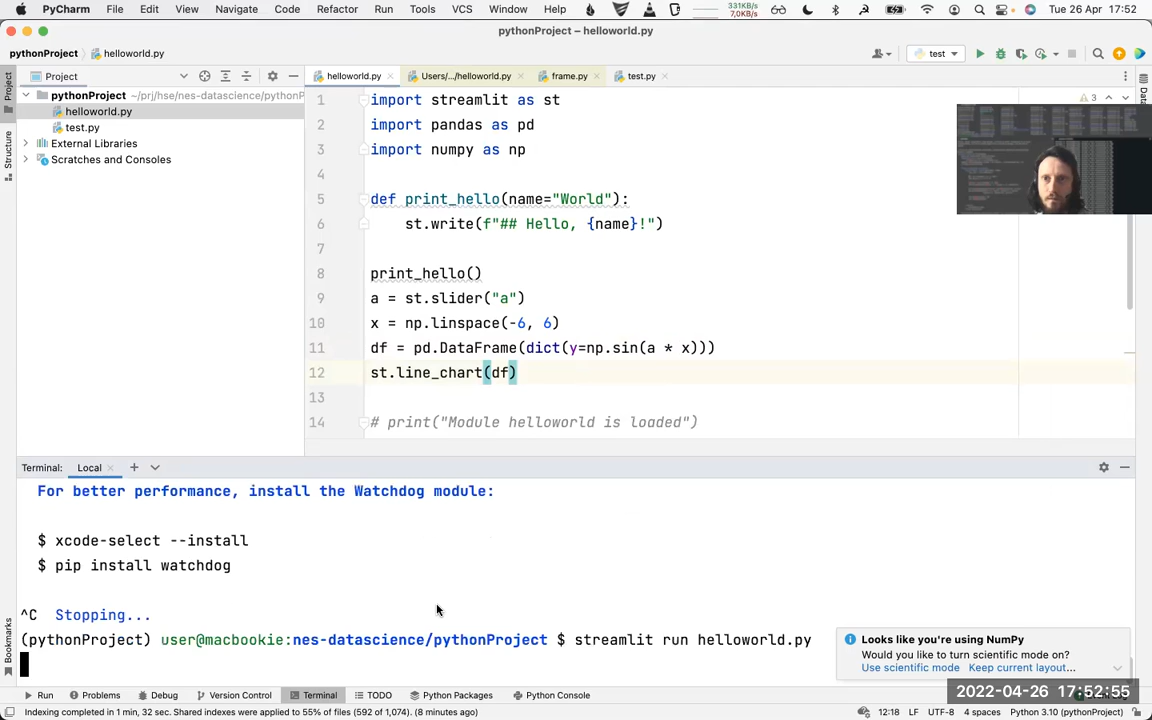 PyCharm File Edit View Navigate Code Refactor Run Tools VCS Window Help 331KB/s 7,0KB/s Tue 26 Apr 17:52
pythonProject – helloworld.py
pythonProject helloworld.py test
Project helloworld.py Users/.../helloworld.py frame.py test.py
Project
Structure
Bookmarks
pythonProject ~/prj/hse/nes-datascience/pythonP
helloworld.py
test.py
External Libraries
Scratches and Consoles
3
1 import streamlit as st
2 import pandas as pd
3 import numpy as np
4
5 def print_hello(name="World"):
6 st.write(f"## Hello, {name}!")
7
8 print_hello()
9 a = st.slider("a")
10 x = np.linspace(-6, 6)
11 df = pd.DataFrame(dict(y=np.sin(a * x)))
12 st.line_chart(df)
13
14 # print("Module helloworld is loaded")
Terminal: Local
For better performance, install the Watchdog module:
$ xcode-select --install
$ pip install watchdog
^C Stopping...
(pythonProject) user@macbookie:nes-datascience/pythonProject $ streamlit run helloworld.py
Looks like you're using NumPy
Would you like to turn scientific mode on?
Use scientific mode Keep current layout...
2022-04-26 17:52:55
Run Problems Debug Version Control Terminal TODO Python Packages Python Console
Indexing completed in 1 min, 32 sec. Shared indexes were applied to 55% of files (592 of 1,074). (8 minutes ago) 12:18 LF UTF-8 4 spaces Python 3.10 (pythonProject)